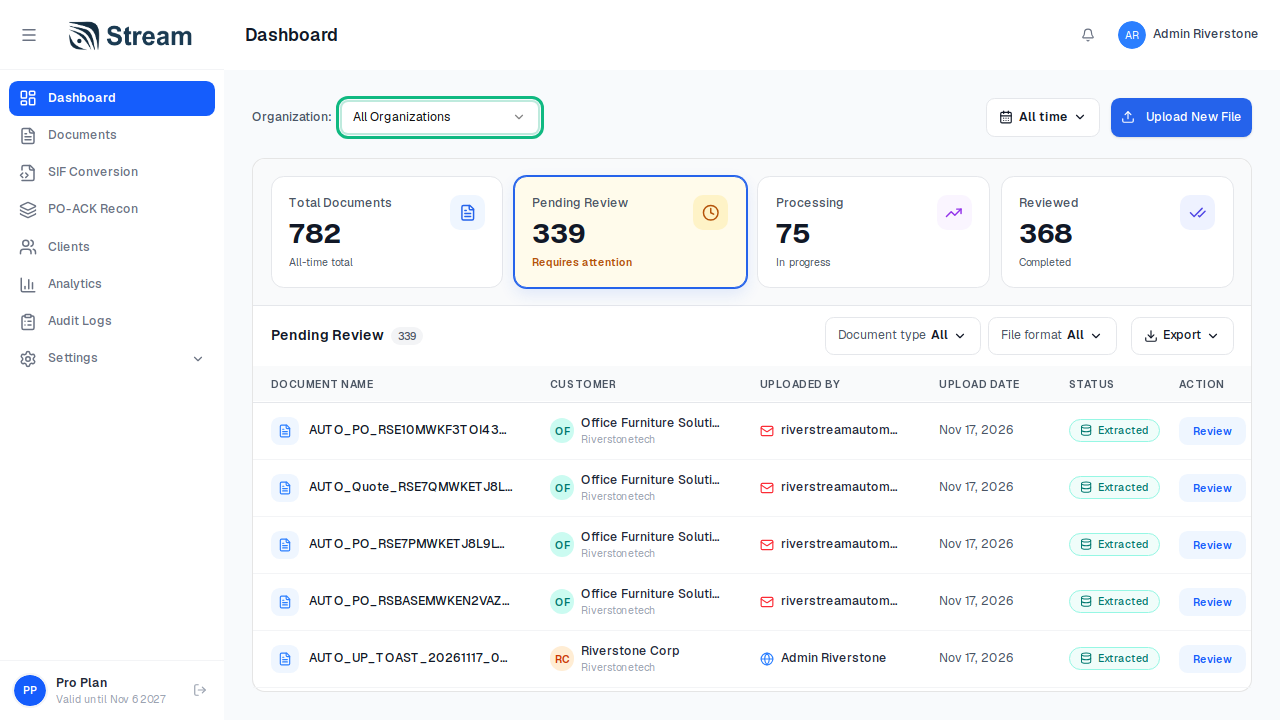 Stream
Dashboard
AR
Admin Riverstone
Dashboard
Documents
SIF Conversion
PO-ACK Recon
Clients
Analytics
Audit Logs
Settings
PP
Pro Plan
Valid until Nov 6 2027
Organization:
All Organizations
All time
Upload New File
Total Documents
782
All-time total
Pending Review
339
Requires attention
Processing
75
In progress
Reviewed
368
Completed
Pending Review 339
Document type All
File format All
Export
DOCUMENT NAME CUSTOMER UPLOADED BY UPLOAD DATE STATUS ACTION
AUTO_PO_RSE10MWKF3TOI43... OF Office Furniture Soluti... riverstreamautom... Nov 17, 2026 Extracted Review
Riverstonetech
AUTO_Quote_RSE7QMWKETJ8L... OF Office Furniture Soluti... riverstreamautom... Nov 17, 2026 Extracted Review
Riverstonetech
AUTO_PO_RSE7PMWKETJ8L9L... OF Office Furniture Soluti... riverstreamautom... Nov 17, 2026 Extracted Review
Riverstonetech
AUTO_PO_RSBASEMWKEN2VAZ... OF Office Furniture Soluti... riverstreamautom... Nov 17, 2026 Extracted Review
Riverstonetech
AUTO_UP_TOAST_20261117_0... RC Riverstone Corp Admin Riverstone Nov 17, 2026 Extracted Review
Riverstonetech